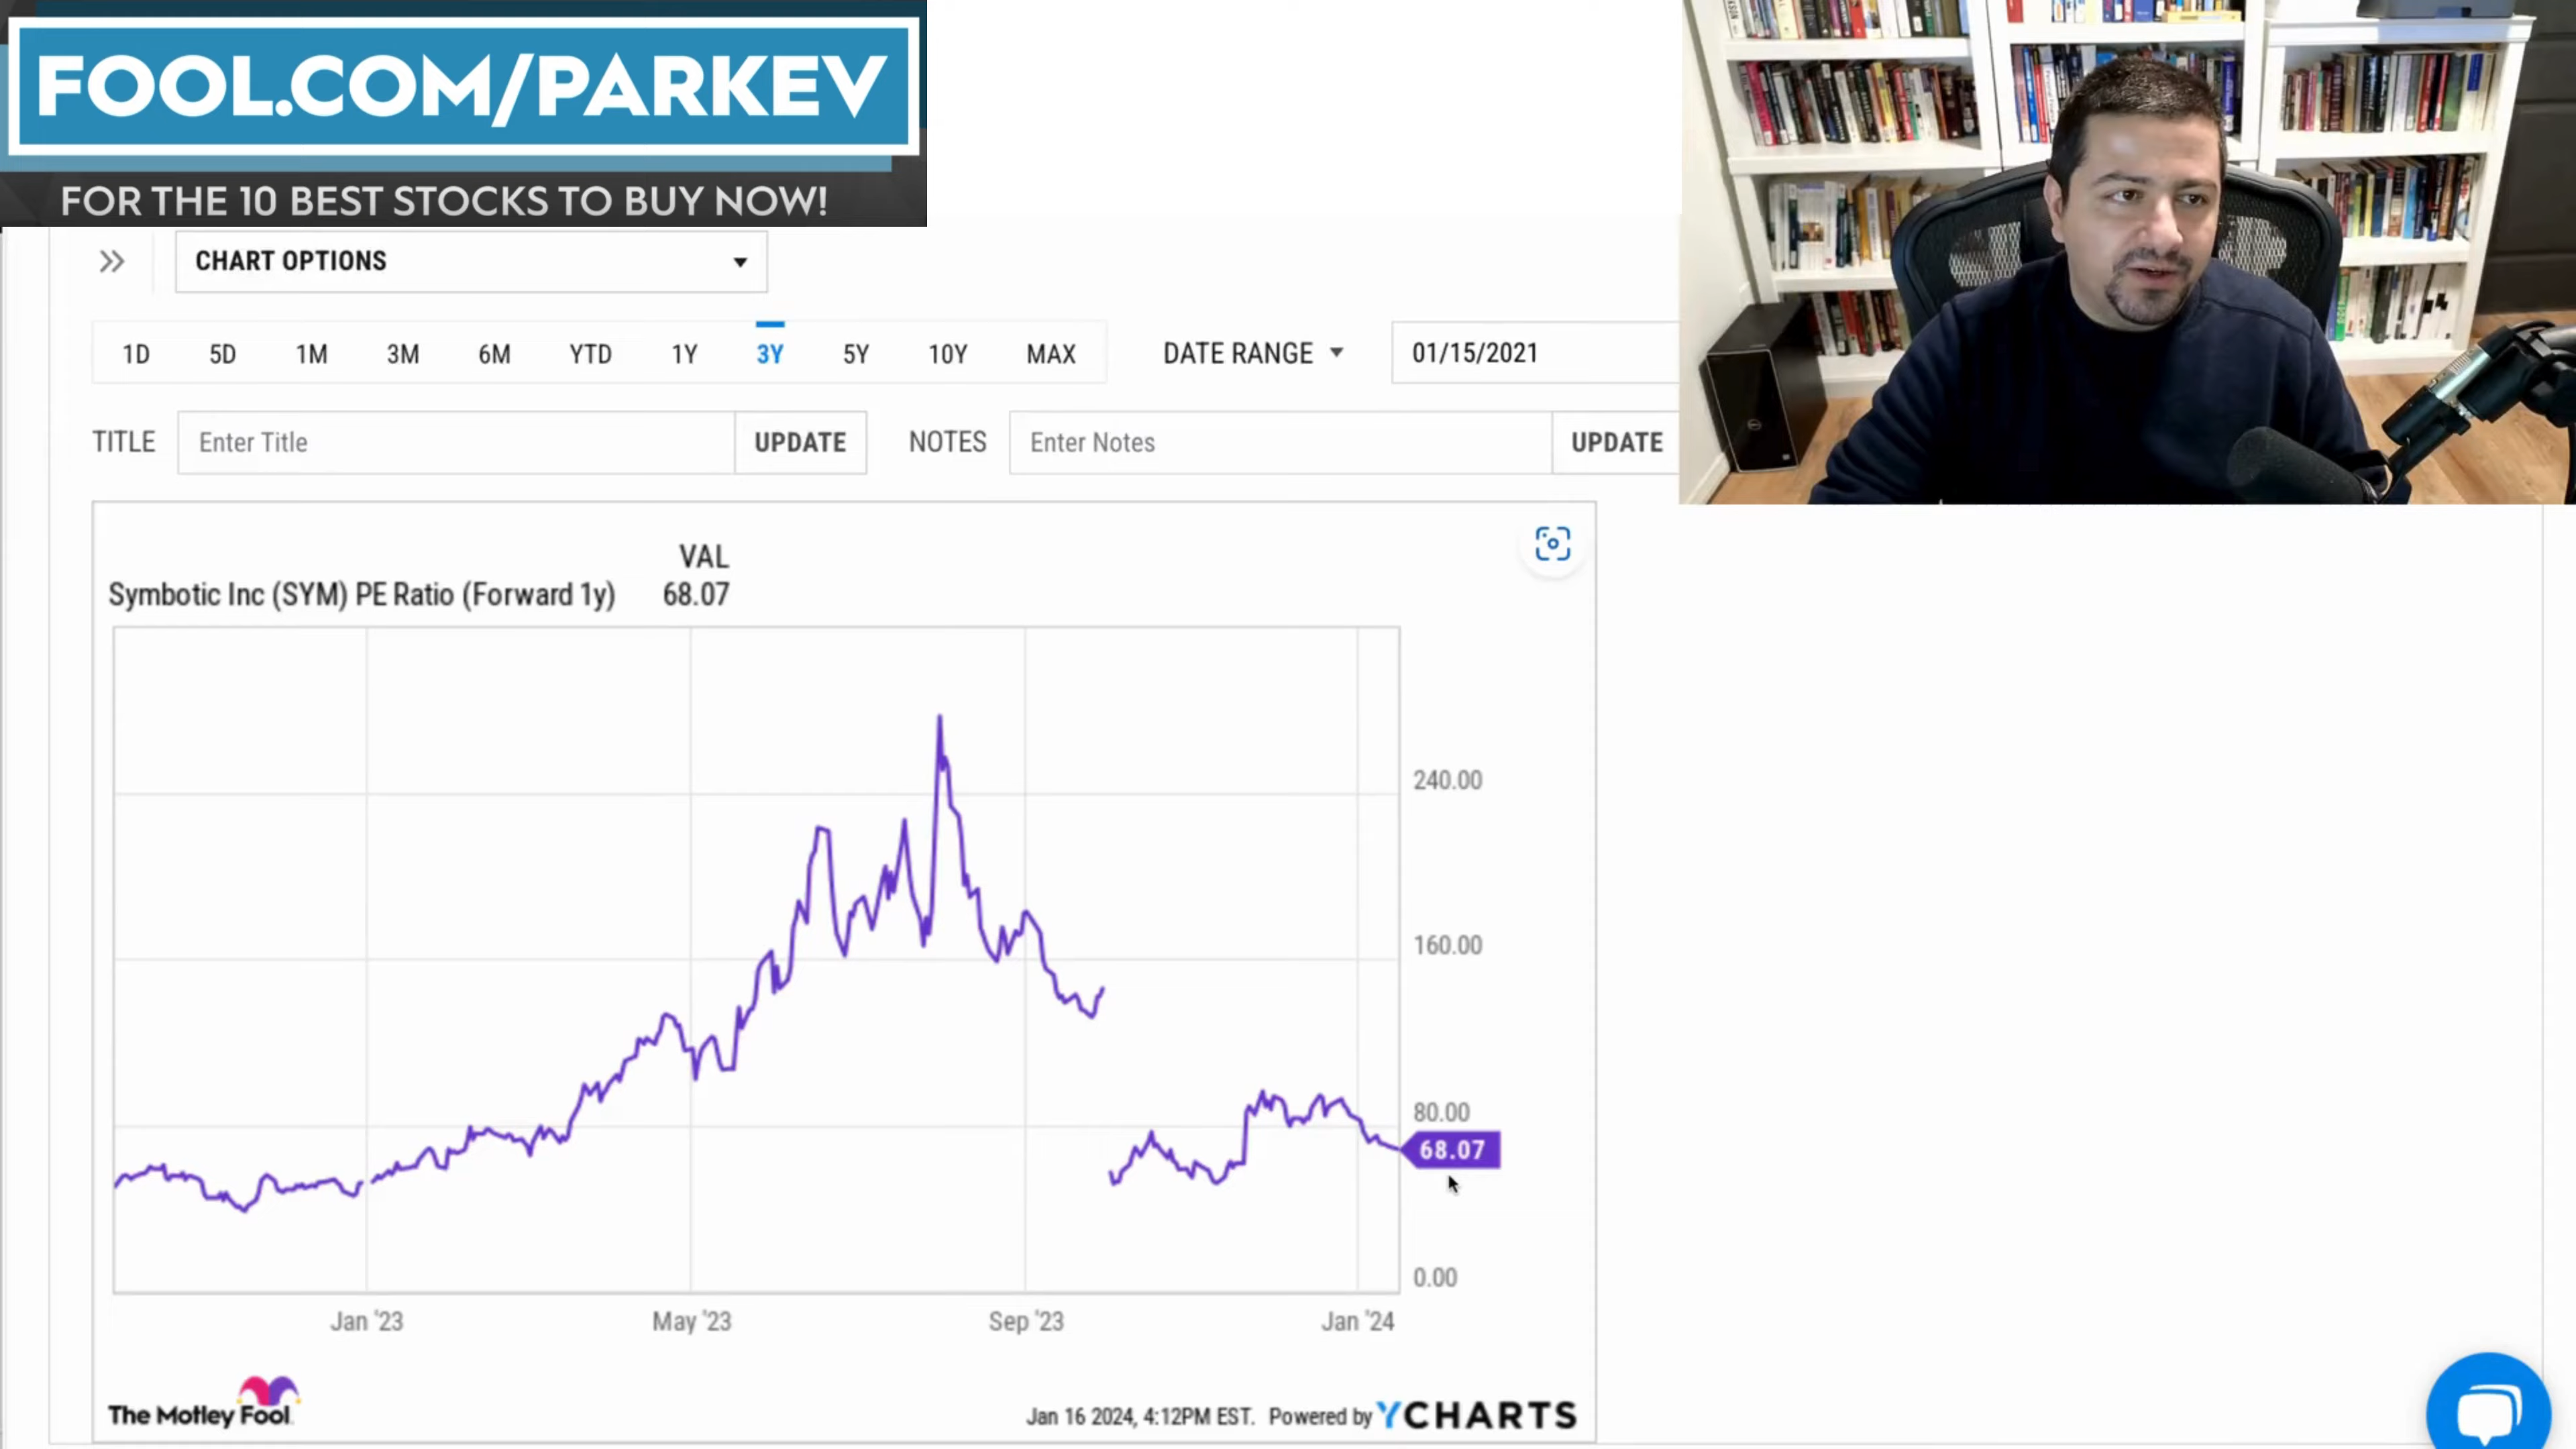 FOOL.COM/PARKEV
FOR THE 10 BEST STOCKS TO BUY NOW!
CHART OPTIONS
1D 5D 1M 3M 6M YTD 1Y 3Y 5Y 10Y MAX DATE RANGE 01/15/2021
TITLE Enter Title UPDATE NOTES Enter Notes UPDATE
VAL
Symbotic Inc (SYM) PE Ratio (Forward 1y) 68.07
240.00
160.00
80.00
68.07
0.00
Jan '23 May '23 Sep '23 Jan '24
The Motley Fool
Jan 16 2024, 4:12PM EST. Powered by YCHARTS